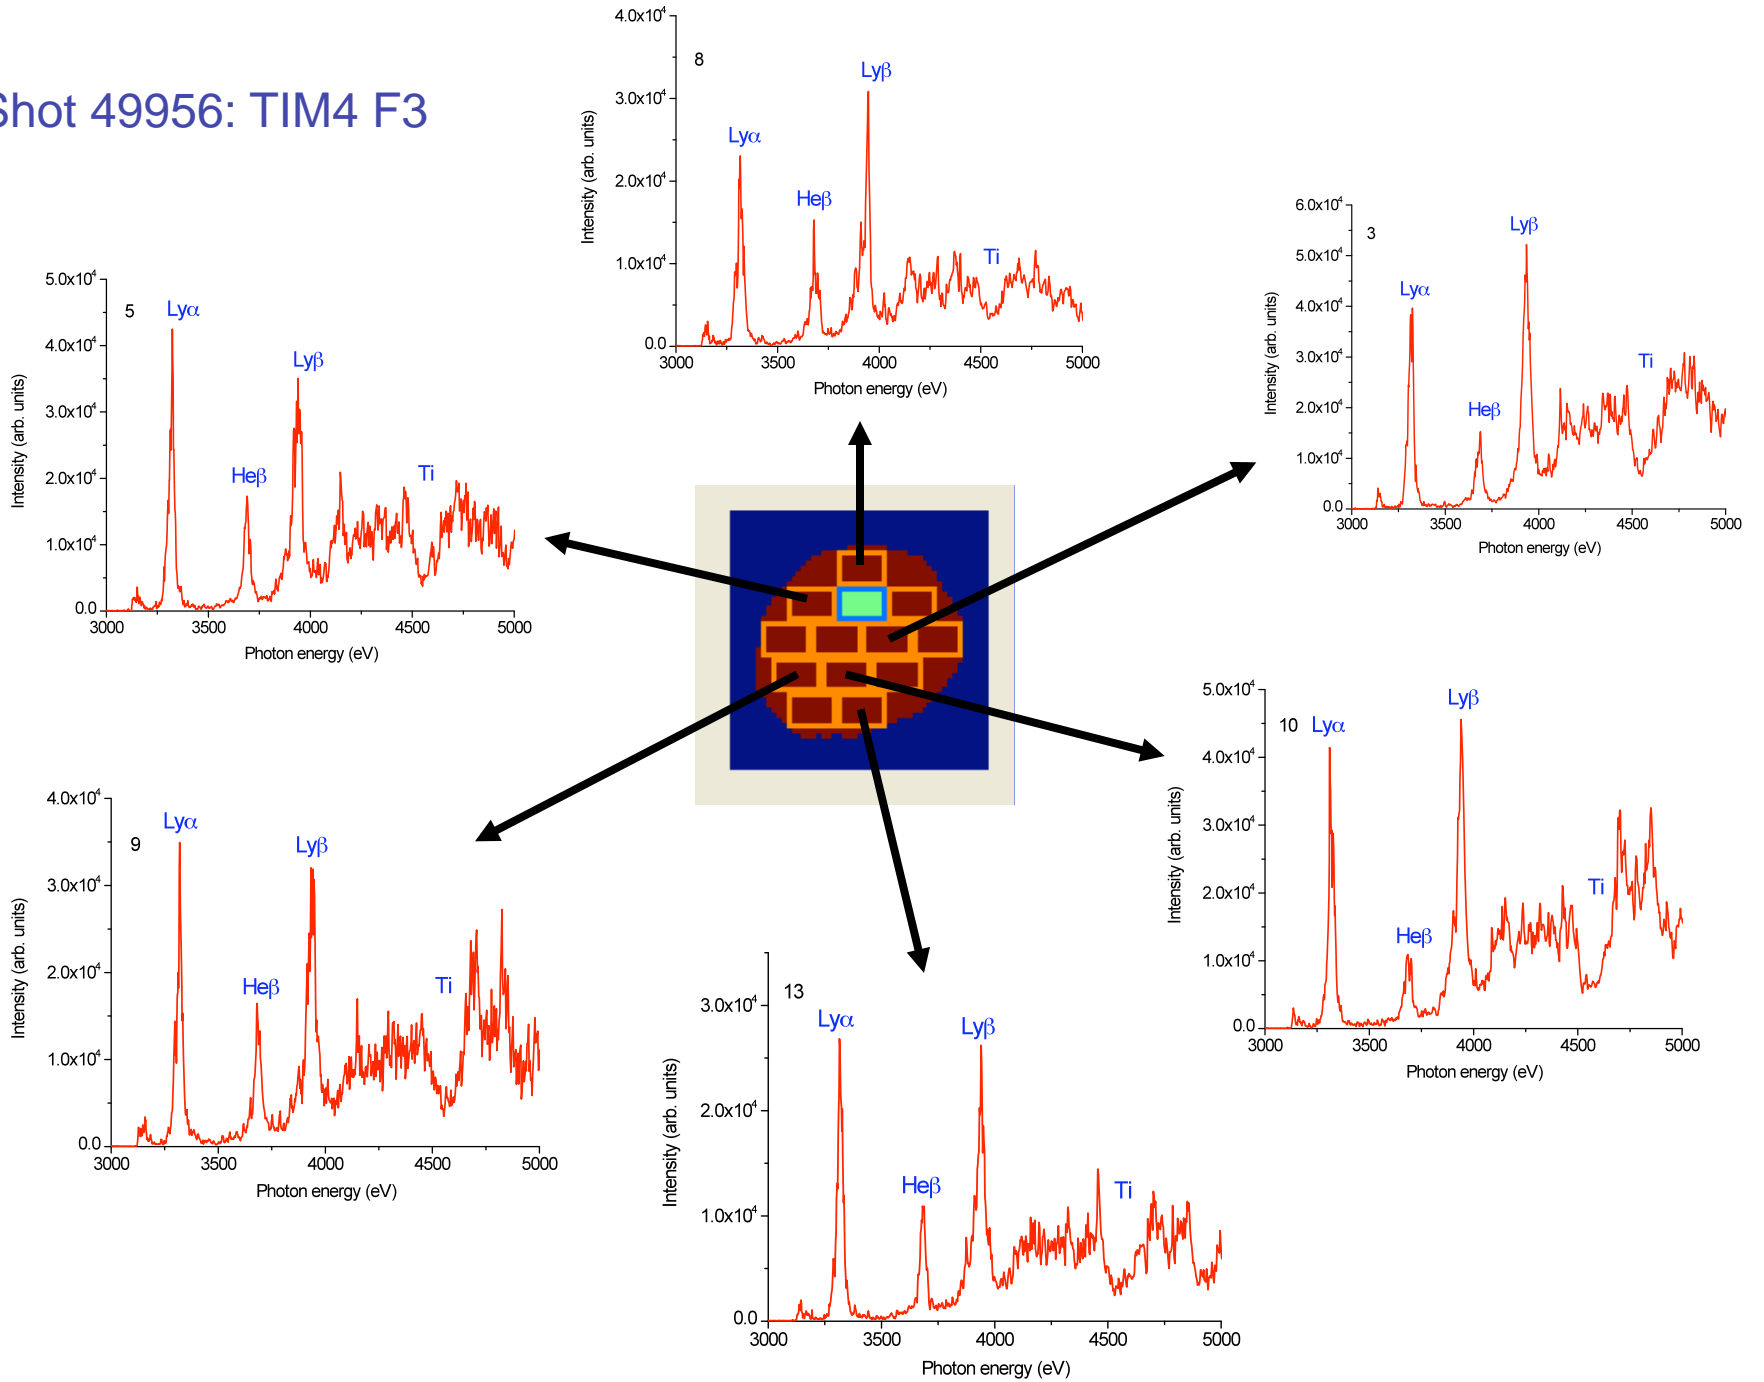 Shot 49956: TIM4 F3
8
Lyα
Heβ
Lyβ
Ti
4.0x10⁴
3.0x10⁴
2.0x10⁴
1.0x10⁴
0.0
3000 3500 4000 4500 5000
Intensity (arb. units)
Photon energy (eV)
3
Lyα
Heβ
Lyβ
Ti
6.0x10⁴
5.0x10⁴
4.0x10⁴
3.0x10⁴
2.0x10⁴
1.0x10⁴
0.0
3000 3500 4000 4500 5000
Intensity (arb. units)
Photon energy (eV)
5
Lyα
Heβ
Lyβ
Ti
5.0x10⁴
4.0x10⁴
3.0x10⁴
2.0x10⁴
1.0x10⁴
0.0
3000 3500 4000 4500 5000
Intensity (arb. units)
Photon energy (eV)
10
Lyα
Heβ
Lyβ
Ti
5.0x10⁴
4.0x10⁴
3.0x10⁴
2.0x10⁴
1.0x10⁴
0.0
3000 3500 4000 4500 5000
Intensity (arb. units)
Photon energy (eV)
9
Lyα
Heβ
Lyβ
Ti
4.0x10⁴
3.0x10⁴
2.0x10⁴
1.0x10⁴
0.0
3000 3500 4000 4500 5000
Intensity (arb. units)
Photon energy (eV)
13
Lyα
Heβ
Lyβ
Ti
3.0x10⁴
2.0x10⁴
1.0x10⁴
0.0
3000 3500 4000 4500 5000
Intensity (arb. units)
Photon energy (eV)